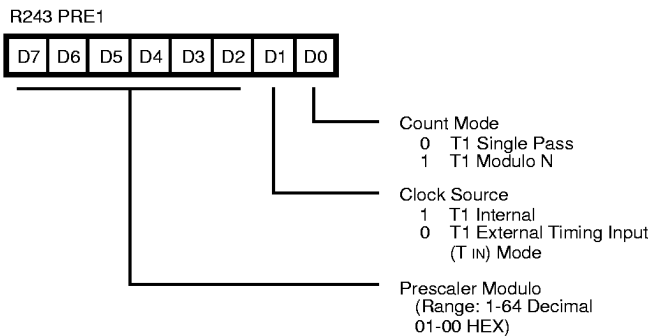 R243 PRE1
D7 D6 D5 D4 D3 D2 D1 D0
Count Mode
0 T1 Single Pass
1 T1 Modulo N
Clock Source
1 T1 Internal
0 T1 External Timing Input
(T IN) Mode
Prescaler Modulo
(Range: 1-64 Decimal
01-00 HEX)